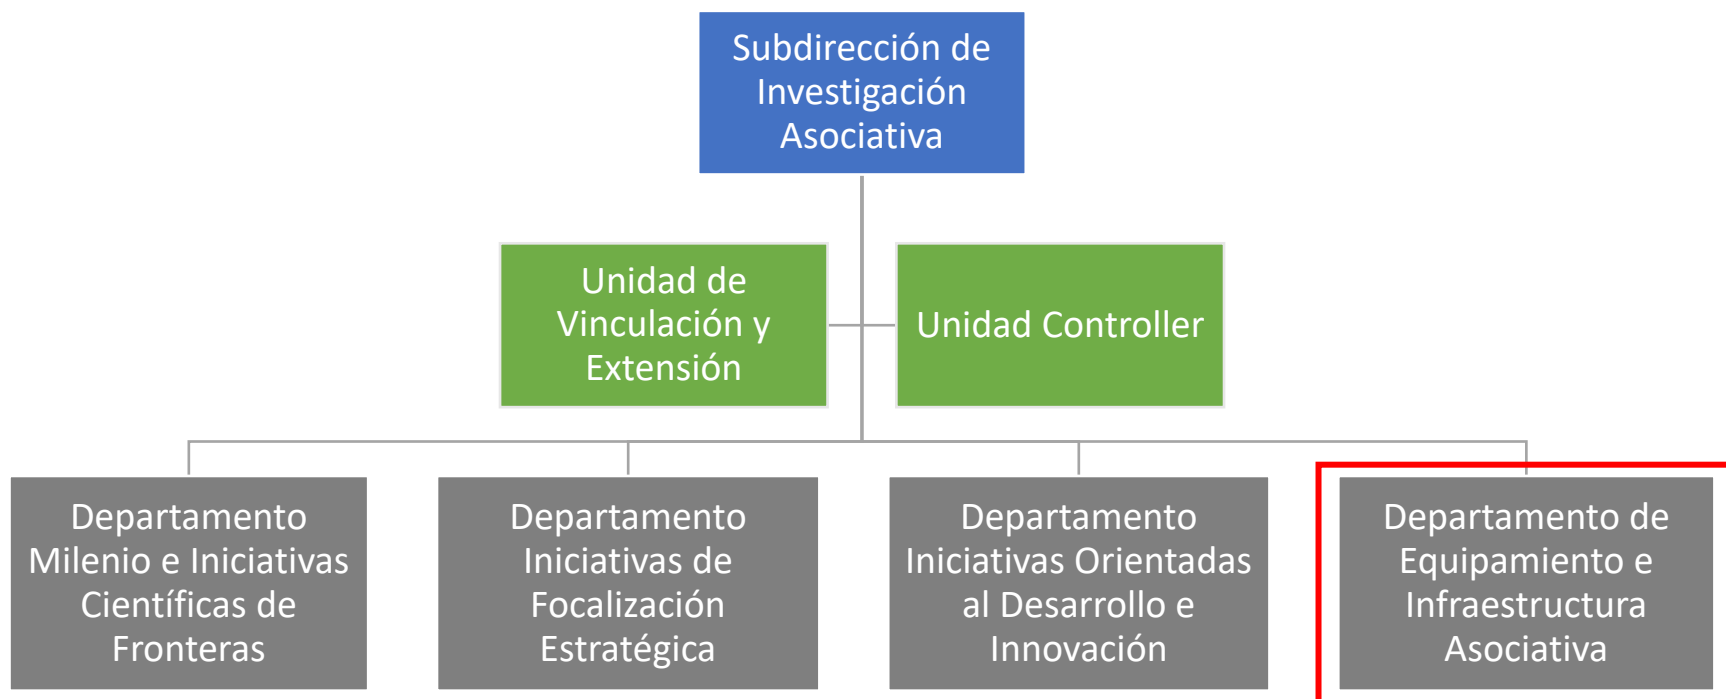 Subdirección de
Investigación
Asociativa
Unidad de
Vinculación y
Extensión
Unidad Controller
Departamento
Milenio e Iniciativas
Científicas de
Fronteras
Departamento
Iniciativas de
Focalización
Estratégica
Departamento
Iniciativas Orientadas
al Desarrollo e
Innovación
Departamento de
Equipamiento e
Infraestructura
Asociativa